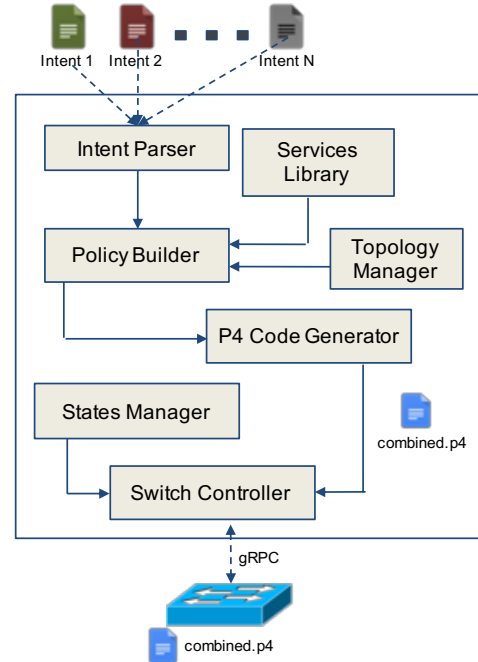 Intent 1
Intent 2
Intent N
Intent Parser
Services
Library
Policy Builder
Topology
Manager
P4 Code Generator
States Manager
combined.p4
Switch Controller
gRPC
combined.p4